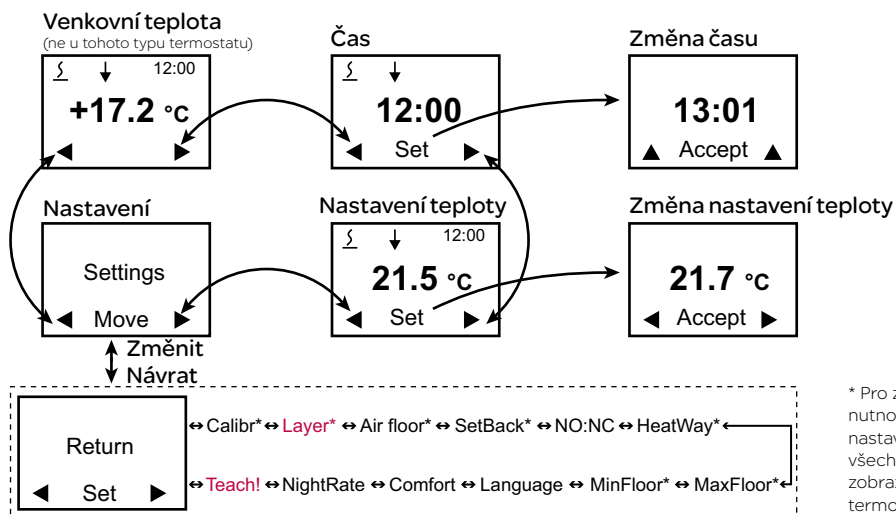 Venkovní teplota
(ne u tohoto typu termostatu)
12:00
+17.2 °C
Čas
12:00
Set
Změna času
13:01
Accept
Nastavení
Settings
Move
Nastavení teploty
12:00
21.5 °C
Set
Změna nastavení teploty
21.7 °C
Accept
Změnit
Návrat
Return
Set
Calibr* Layer* Air floor* SetBack* NO:NC HeatWay*
Teach! NightRate Comfort Language MinFloor* MaxFloor*
* Pro z
nutno
nastav
všech
zobraz
termo